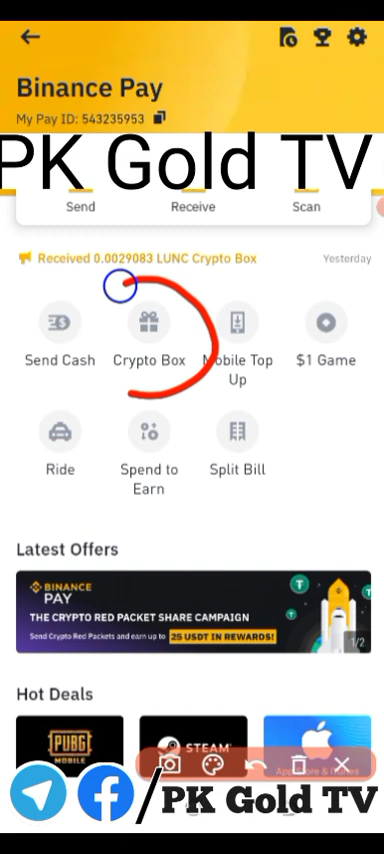 Binance Pay
My Pay ID: 543235953
PK Gold TV
Send Receive Scan
Received 0.0029083 LUNC Crypto Box Yesterday
Send Cash Crypto Box Mobile Top Up $1 Game
Ride Spend to Earn Split Bill
Latest Offers
BINANCE
PAY
THE CRYPTO RED PACKET SHARE CAMPAIGN
Send Crypto Red Packets and earn up to 25 USDT IN REWARDS!
1/2
Hot Deals
PUBG
MOBILE
STEAM
App Store & iTunes
/PK Gold TV